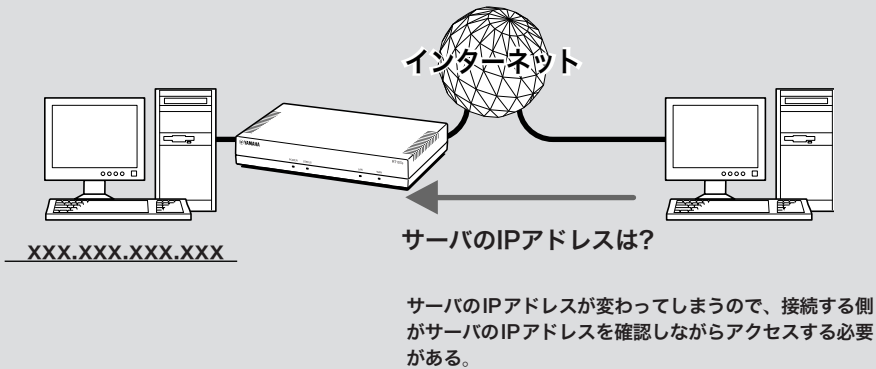 インターネット
YAMAHA
サーバのIPアドレスは?
XXX.XXX.XXX.XXX
サーバのIPアドレスが変わってしまうので、接続する側
がサーバのIPアドレスを確認しながらアクセスする必要
がある。